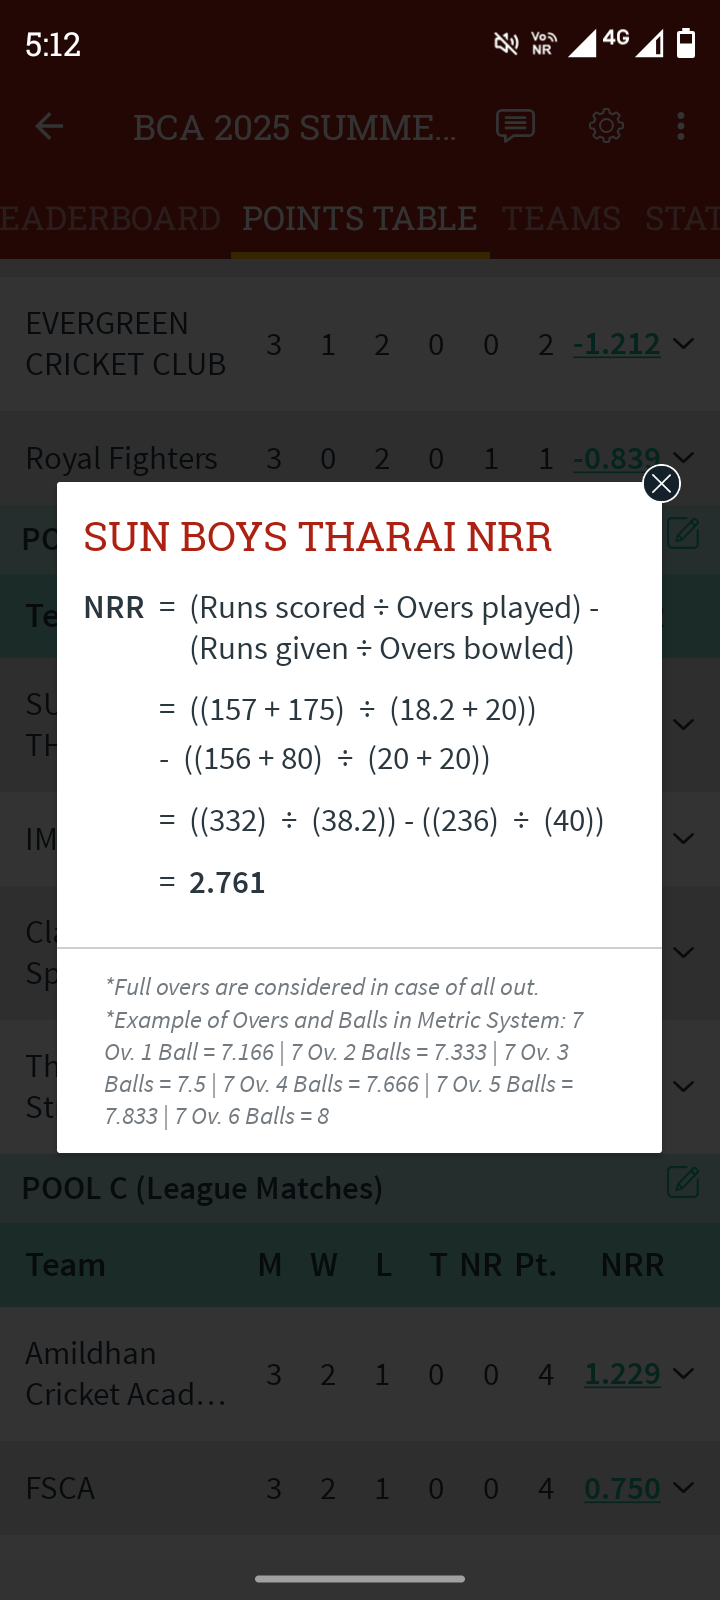 5:12
Vo
NR
4G
BCA 2025 SUMME...
EADERBOARD POINTS TABLE TEAMS STAT
EVERGREEN
CRICKET CLUB 3 1 2 0 0 2 -1.212
Royal Fighters 3 0 2 0 1 1 -0.839
PO
SUN BOYS THARAI NRR
Te
NRR = (Runs scored ÷ Overs played) -
(Runs given ÷ Overs bowled)
SU
= ((157 + 175) ÷ (18.2 + 20))
TH
- ((156 + 80) ÷ (20 + 20))
IM
= ((332) ÷ (38.2)) - ((236) ÷ (40))
= 2.761
Cla
Sp
*Full overs are considered in case of all out.
*Example of Overs and Balls in Metric System: 7
Ov. 1 Ball = 7.166 | 7 Ov. 2 Balls = 7.333 | 7 Ov. 3
Balls = 7.5 | 7 Ov. 4 Balls = 7.666 | 7 Ov. 5 Balls =
7.833 | 7 Ov. 6 Balls = 8
Th
St
POOL C (League Matches)
Team M W L T NR Pt. NRR
Amildhan
Cricket Acad... 3 2 1 0 0 4 1.229
FSCA 3 2 1 0 0 4 0.750